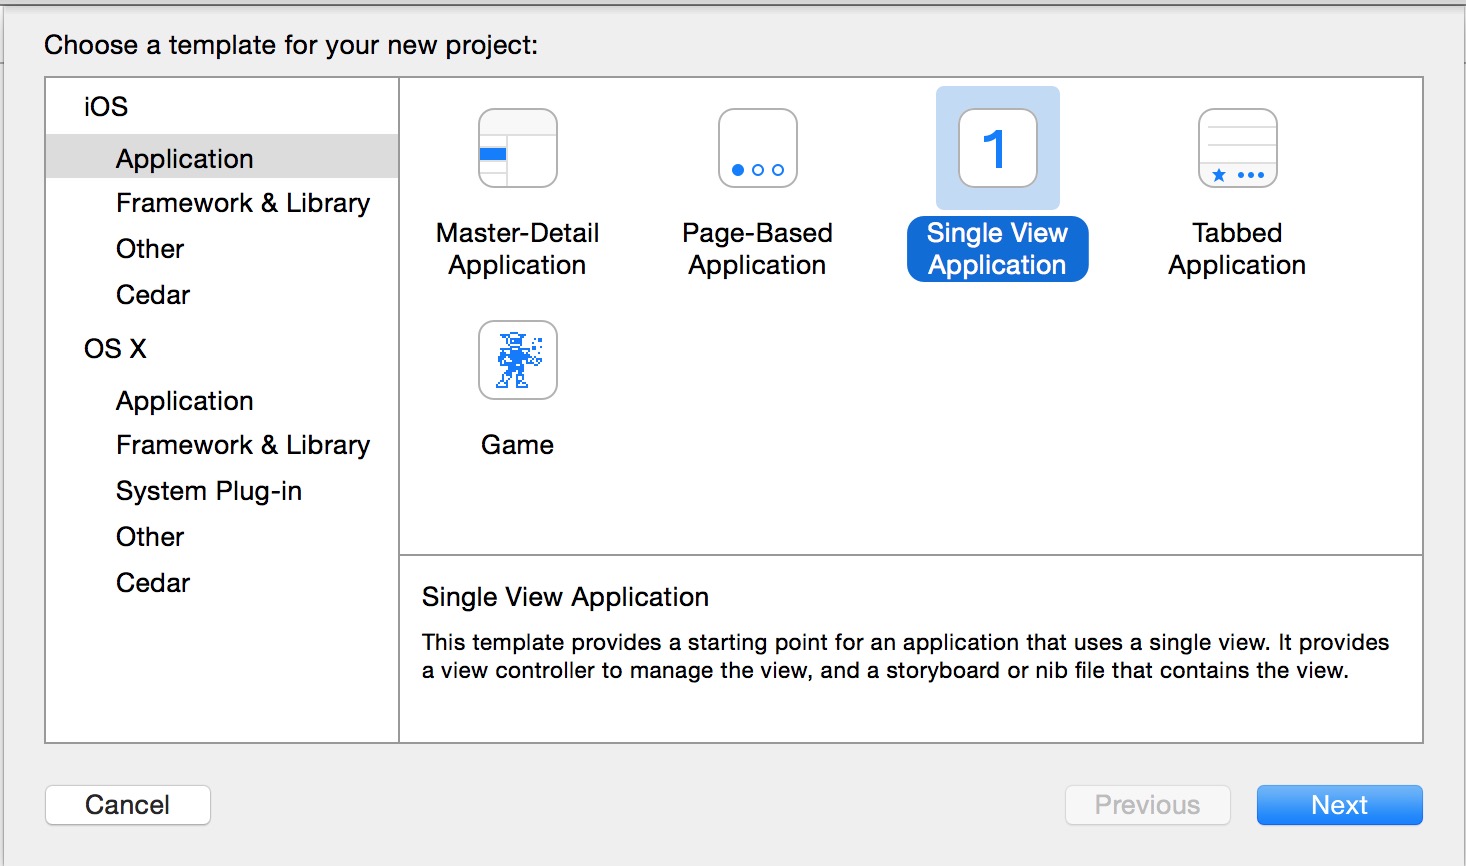 Choose a template for your new project:
iOS
Application
Framework & Library
Other
Cedar
OS X
Application
Framework & Library
System Plug-in
Other
Cedar
Master-Detail
Application
Page-Based
Application
1
Single View
Application
Tabbed
Application
Game
Single View Application
This template provides a starting point for an application that uses a single view. It provides
a view controller to manage the view, and a storyboard or nib file that contains the view.
Cancel
Previous
Next